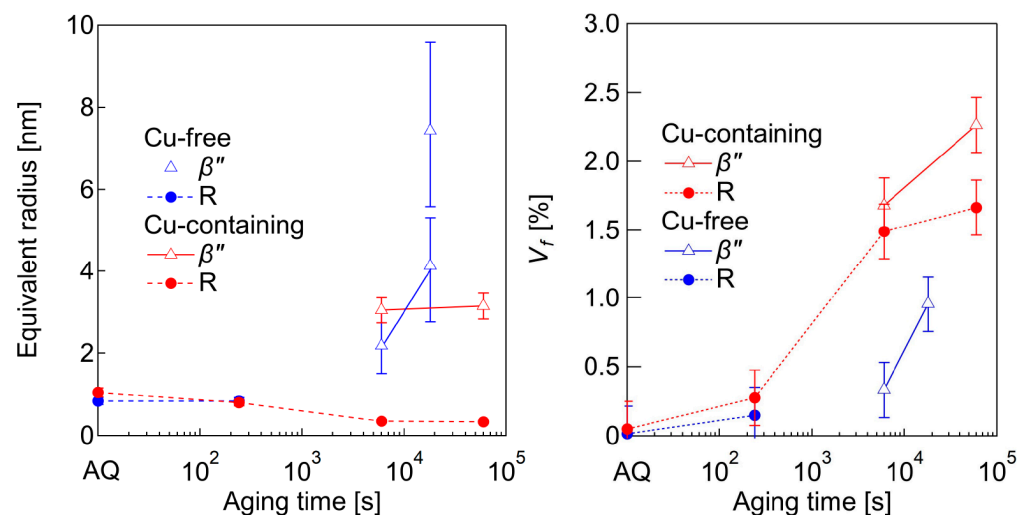 10
8
6
4
2
0
Equivalent radius [nm]
Cu-free
β″
R
Cu-containing
β″
R
AQ 10² 10³ 10⁴ 10⁵
Aging time [s]
3.0
2.5
2.0
1.5
1.0
0.5
0
V_f [%]
Cu-containing
β″
R
Cu-free
β″
R
AQ 10² 10³ 10⁴ 10⁵
Aging time [s]